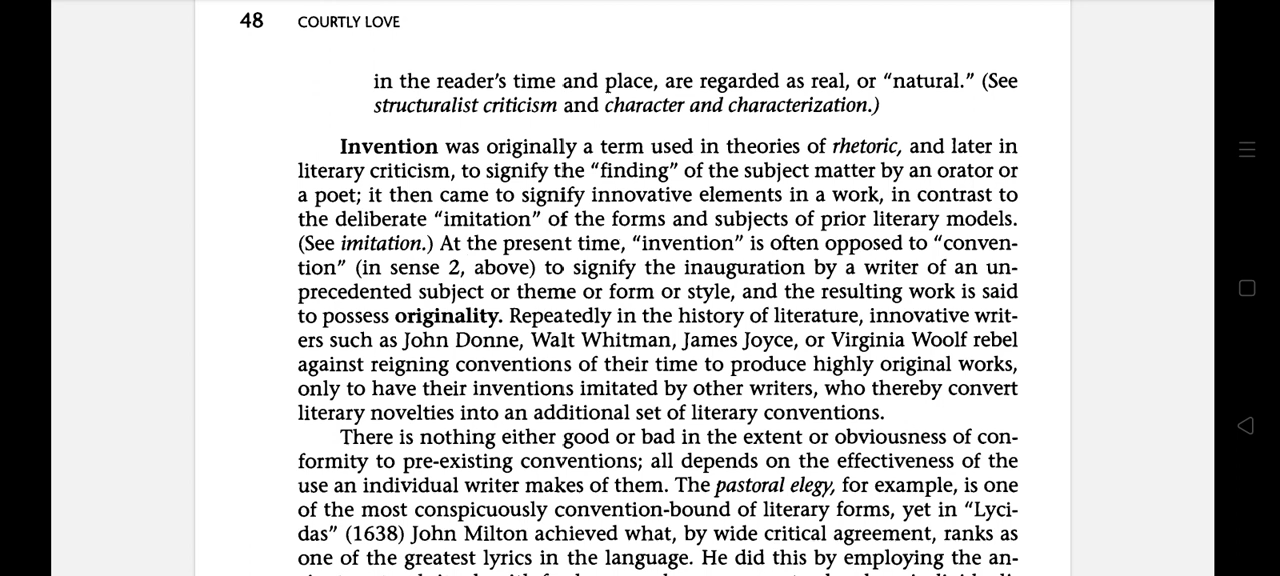 48 COURTLY LOVE
in the reader's time and place, are regarded as real, or “natural.” (See
structuralist criticism and character and characterization.)
Invention was originally a term used in theories of rhetoric, and later in
literary criticism, to signify the “finding” of the subject matter by an orator or
a poet; it then came to signify innovative elements in a work, in contrast to
the deliberate “imitation” of the forms and subjects of prior literary models.
(See imitation.) At the present time, “invention” is often opposed to “conven-
tion” (in sense 2, above) to signify the inauguration by a writer of an un-
precedented subject or theme or form or style, and the resulting work is said
to possess originality. Repeatedly in the history of literature, innovative writ-
ers such as John Donne, Walt Whitman, James Joyce, or Virginia Woolf rebel
against reigning conventions of their time to produce highly original works,
only to have their inventions imitated by other writers, who thereby convert
literary novelties into an additional set of literary conventions.
There is nothing either good or bad in the extent or obviousness of con-
formity to pre-existing conventions; all depends on the effectiveness of the
use an individual writer makes of them. The pastoral elegy, for example, is one
of the most conspicuously convention-bound of literary forms, yet in “Lyci-
das” (1638) John Milton achieved what, by wide critical agreement, ranks as
one of the greatest lyrics in the language. He did this by employing the an-